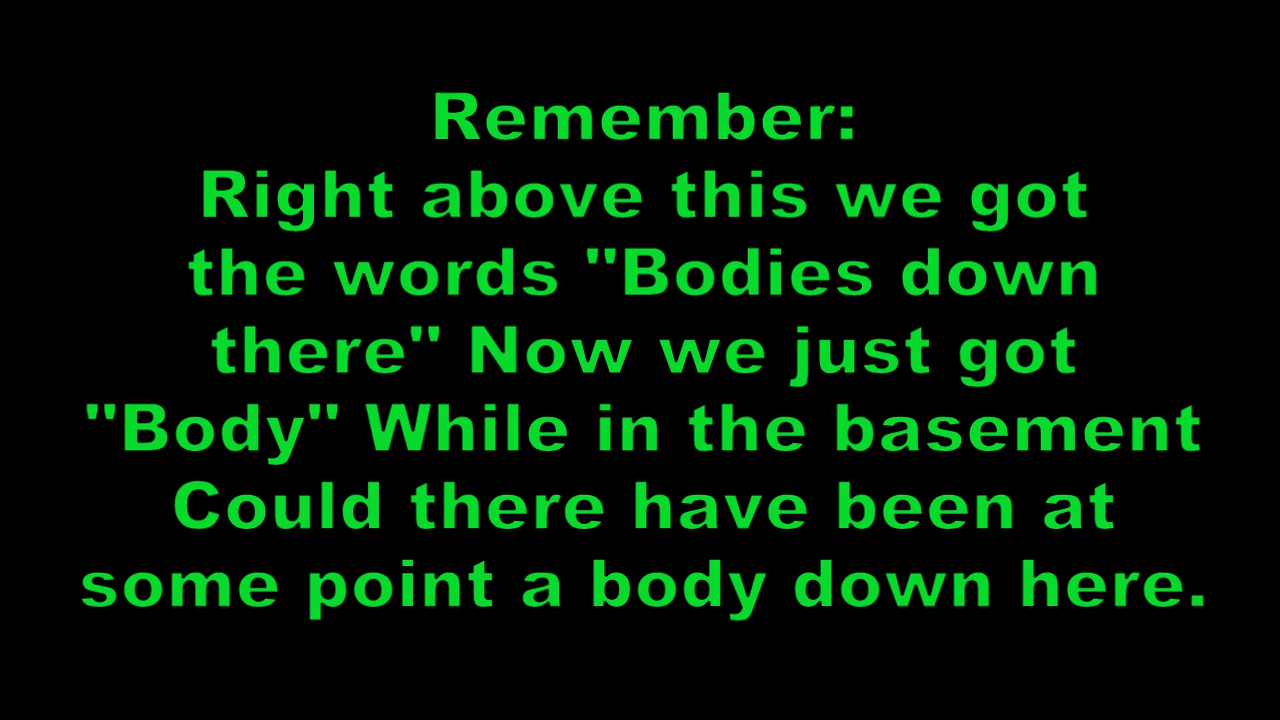 Remember:
Right above this we got
the words "Bodies down
there" Now we just got
"Body" While in the basement
Could there have been at
some point a body down here.